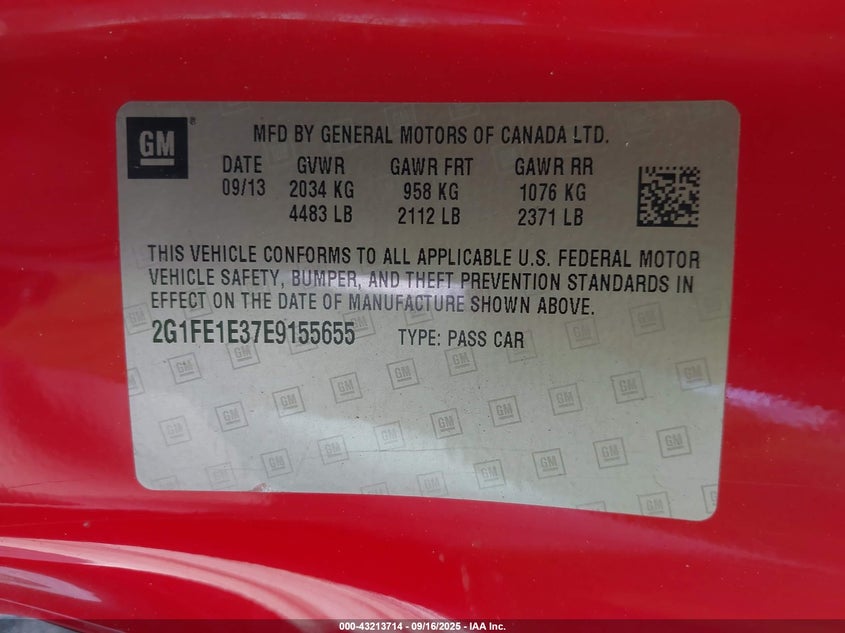 GM ®
MFD BY GENERAL MOTORS OF CANADA LTD.
DATE GVWR GAWR FRT GAWR RR
09/13 2034 KG 958 KG 1076 KG
4483 LB 2112 LB 2371 LB
THIS VEHICLE CONFORMS TO ALL APPLICABLE U.S. FEDERAL MOTOR
VEHICLE SAFETY, BUMPER, AND THEFT PREVENTION STANDARDS IN
EFFECT ON THE DATE OF MANUFACTURE SHOWN ABOVE.
2G1FE1E37E9155655 TYPE: PASS CAR
000-43213714 - 09/16/2025 - IAA Inc.